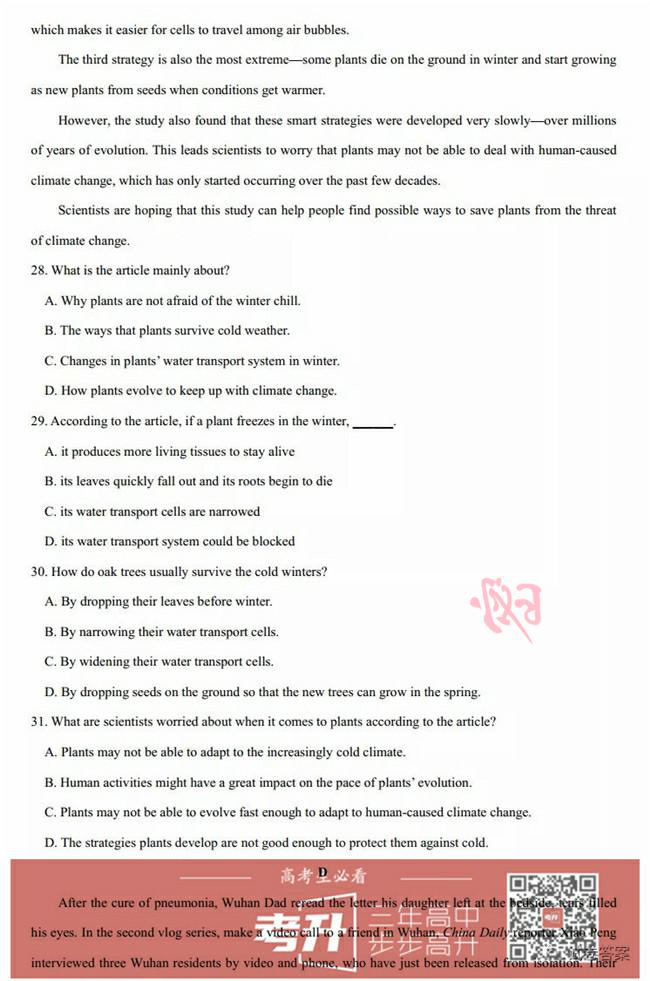 which makes it easier for cells to travel among air bubbles.
The third strategy is also the most extreme—some plants die on the ground in winter and start growing
as new plants from seeds when conditions get warmer.
However, the study also found that these smart strategies were developed very slowly—over millions
of years of evolution. This leads scientists to worry that plants may not be able to deal with human-caused
climate change, which has only started occurring over the past few decades.
Scientists are hoping that this study can help people find possible ways to save plants from the threat
of climate change.
28. What is the article mainly about?
A. Why plants are not afraid of the winter chill.
B. The ways that plants survive cold weather.
C. Changes in plants' water transport system in winter.
D. How plants evolve to keep up with climate change.
29. According to the article, if a plant freezes in the winter, ______.
A. it produces more living tissues to stay alive
B. its leaves quickly fall out and its roots begin to die
C. its water transport cells are narrowed
D. its water transport system could be blocked
30. How do oak trees usually survive the cold winters?
A. By dropping their leaves before winter.
B. By narrowing their water transport cells.
C. By widening their water transport cells.
D. By dropping seeds on the ground so that the new trees can grow in the spring.
31. What are scientists worried about when it comes to plants according to the article?
A. Plants may not be able to adapt to the increasingly cold climate.
B. Human activities might have a great impact on the pace of plants' evolution.
C. Plants may not be able to evolve fast enough to adapt to human-caused climate change.
D. The strategies plants develop are not good enough to protect them against cold.
D
高考生必看
After the cure of pneumonia, Wuhan Dad reread the letter his daughter left at the bedside, tears filled
his eyes. In the second vlog series, make a video call to a friend in Wuhan, China Daily reporter Xiao Peng
interviewed three Wuhan residents by video and phone, who have just been released from isolation. Their
考升
三年高中
步步高升